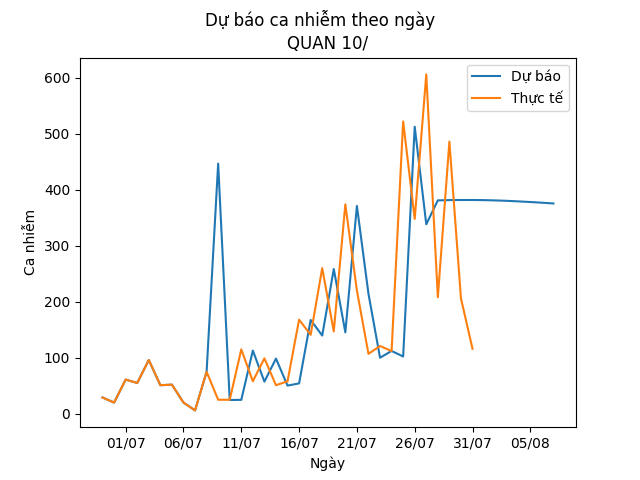 Dự báo ca nhiễm theo ngày
QUAN 10/
Dự báo
Thực tế
600
500
400
300
200
100
0
Ca nhiễm
01/07 06/07 11/07 16/07 21/07 26/07 31/07 05/08
Ngày